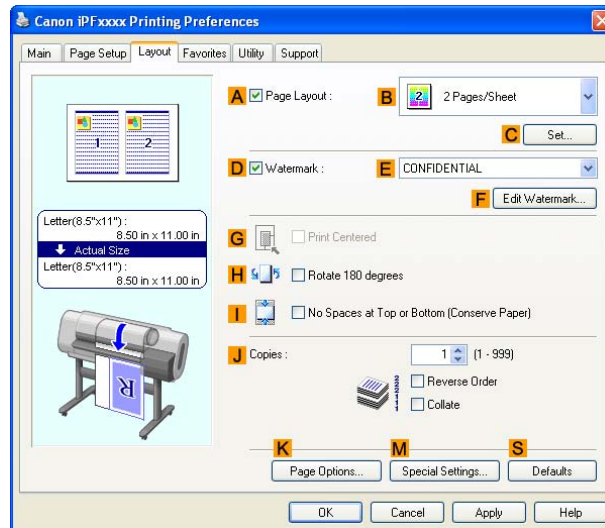 Canon iPFxxxx Printing Preferences
Main Page Setup Layout Favorites Utility Support
A Page Layout : B 2 2 Pages/Sheet
1 2
C Set...
D Watermark : E CONFIDENTIAL
F Edit Watermark...
Letter(8.5"x11") :
8.50 in x 11.00 in
Actual Size
Letter(8.5"x11") :
8.50 in x 11.00 in
G Print Centered
H Rotate 180 degrees
I No Spaces at Top or Bottom (Conserve Paper)
R
J Copies : 1 (1 - 999)
Reverse Order
Collate
K M S
Page Options... Special Settings... Defaults
OK Cancel Apply Help